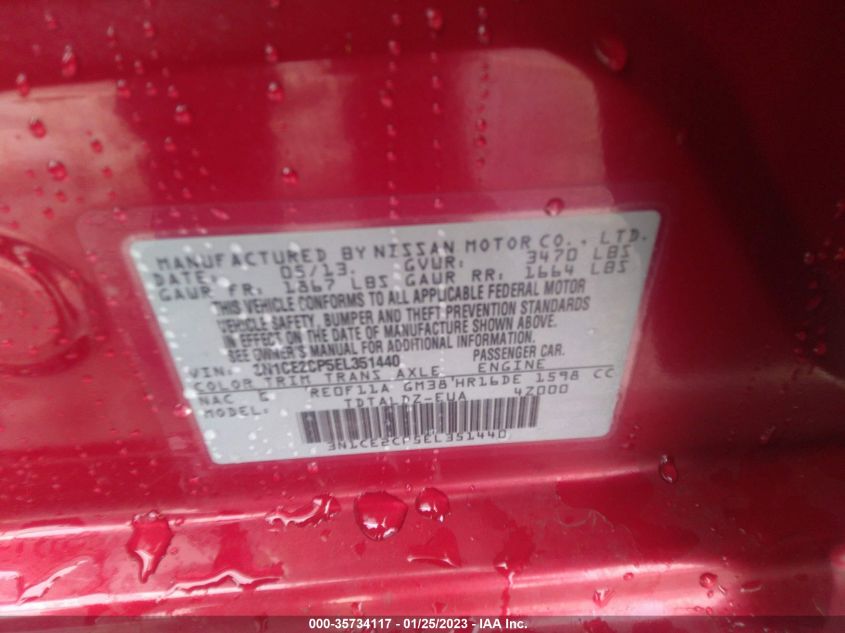 MANUFACTURED BY NISSAN MOTOR CO., LTD.
DATE: 05/13. GVWR: 3470 LBS
GAWR FR: 1867 LBS GAWR RR: 1664 LBS
THIS VEHICLE CONFORMS TO ALL APPLICABLE FEDERAL MOTOR
VEHICLE SAFETY, BUMPER AND THEFT PREVENTION STANDARDS
IN EFFECT ON THE DATE OF MANUFACTURE SHOWN ABOVE.
SEE OWNER'S MANUAL FOR ADDITIONAL INFORMATION.
VIN: 3N1CE2CP5EL351440 PASSENGER CAR.
COLOR TRIM TRANS AXLE ENGINE
NAC G RE0F11A GM38 HR16DE 1598 CC
MODEL: TDTALDZ-EUA 4Z000
3N1CE2CP5EL351440
000-35734117 - 01/25/2023 - IAA Inc.